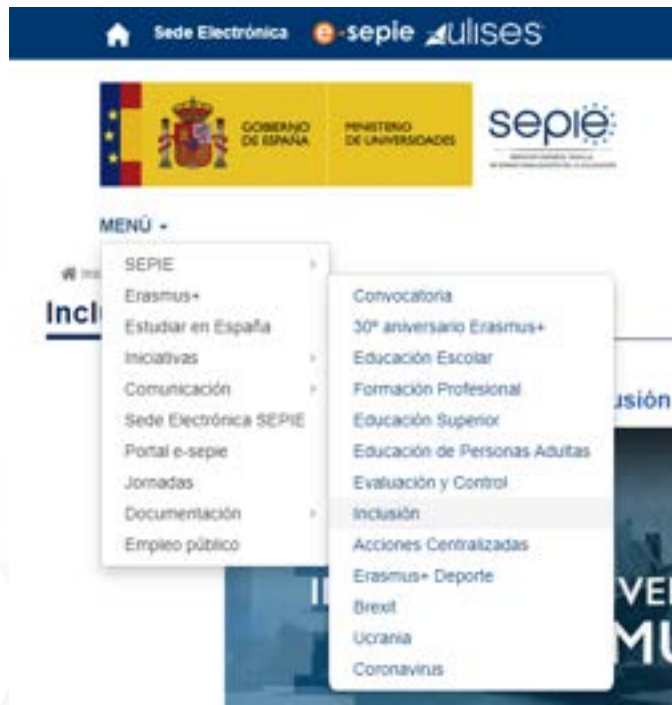 Sede Electrónica e-sepie ulises
GOBIERNO DE ESPAÑA
MINISTERIO DE UNIVERSIDADES
sepie
MENÚ
SEPIE
Erasmus+
Estudiar en España
Iniciativas
Comunicación
Sede Electrónica SEPIE
Portal e-sepie
Jornadas
Documentación
Empleo público
Convocatoria
30º aniversario Erasmus+
Educación Escolar
Formación Profesional
Educación Superior
Educación de Personas Adultas
Evaluación y Control
Inclusión
Acciones Centralizadas
Erasmus+ Deporte
Brexit
Ucrania
Coronavirus
Incl
usión
VE
MU